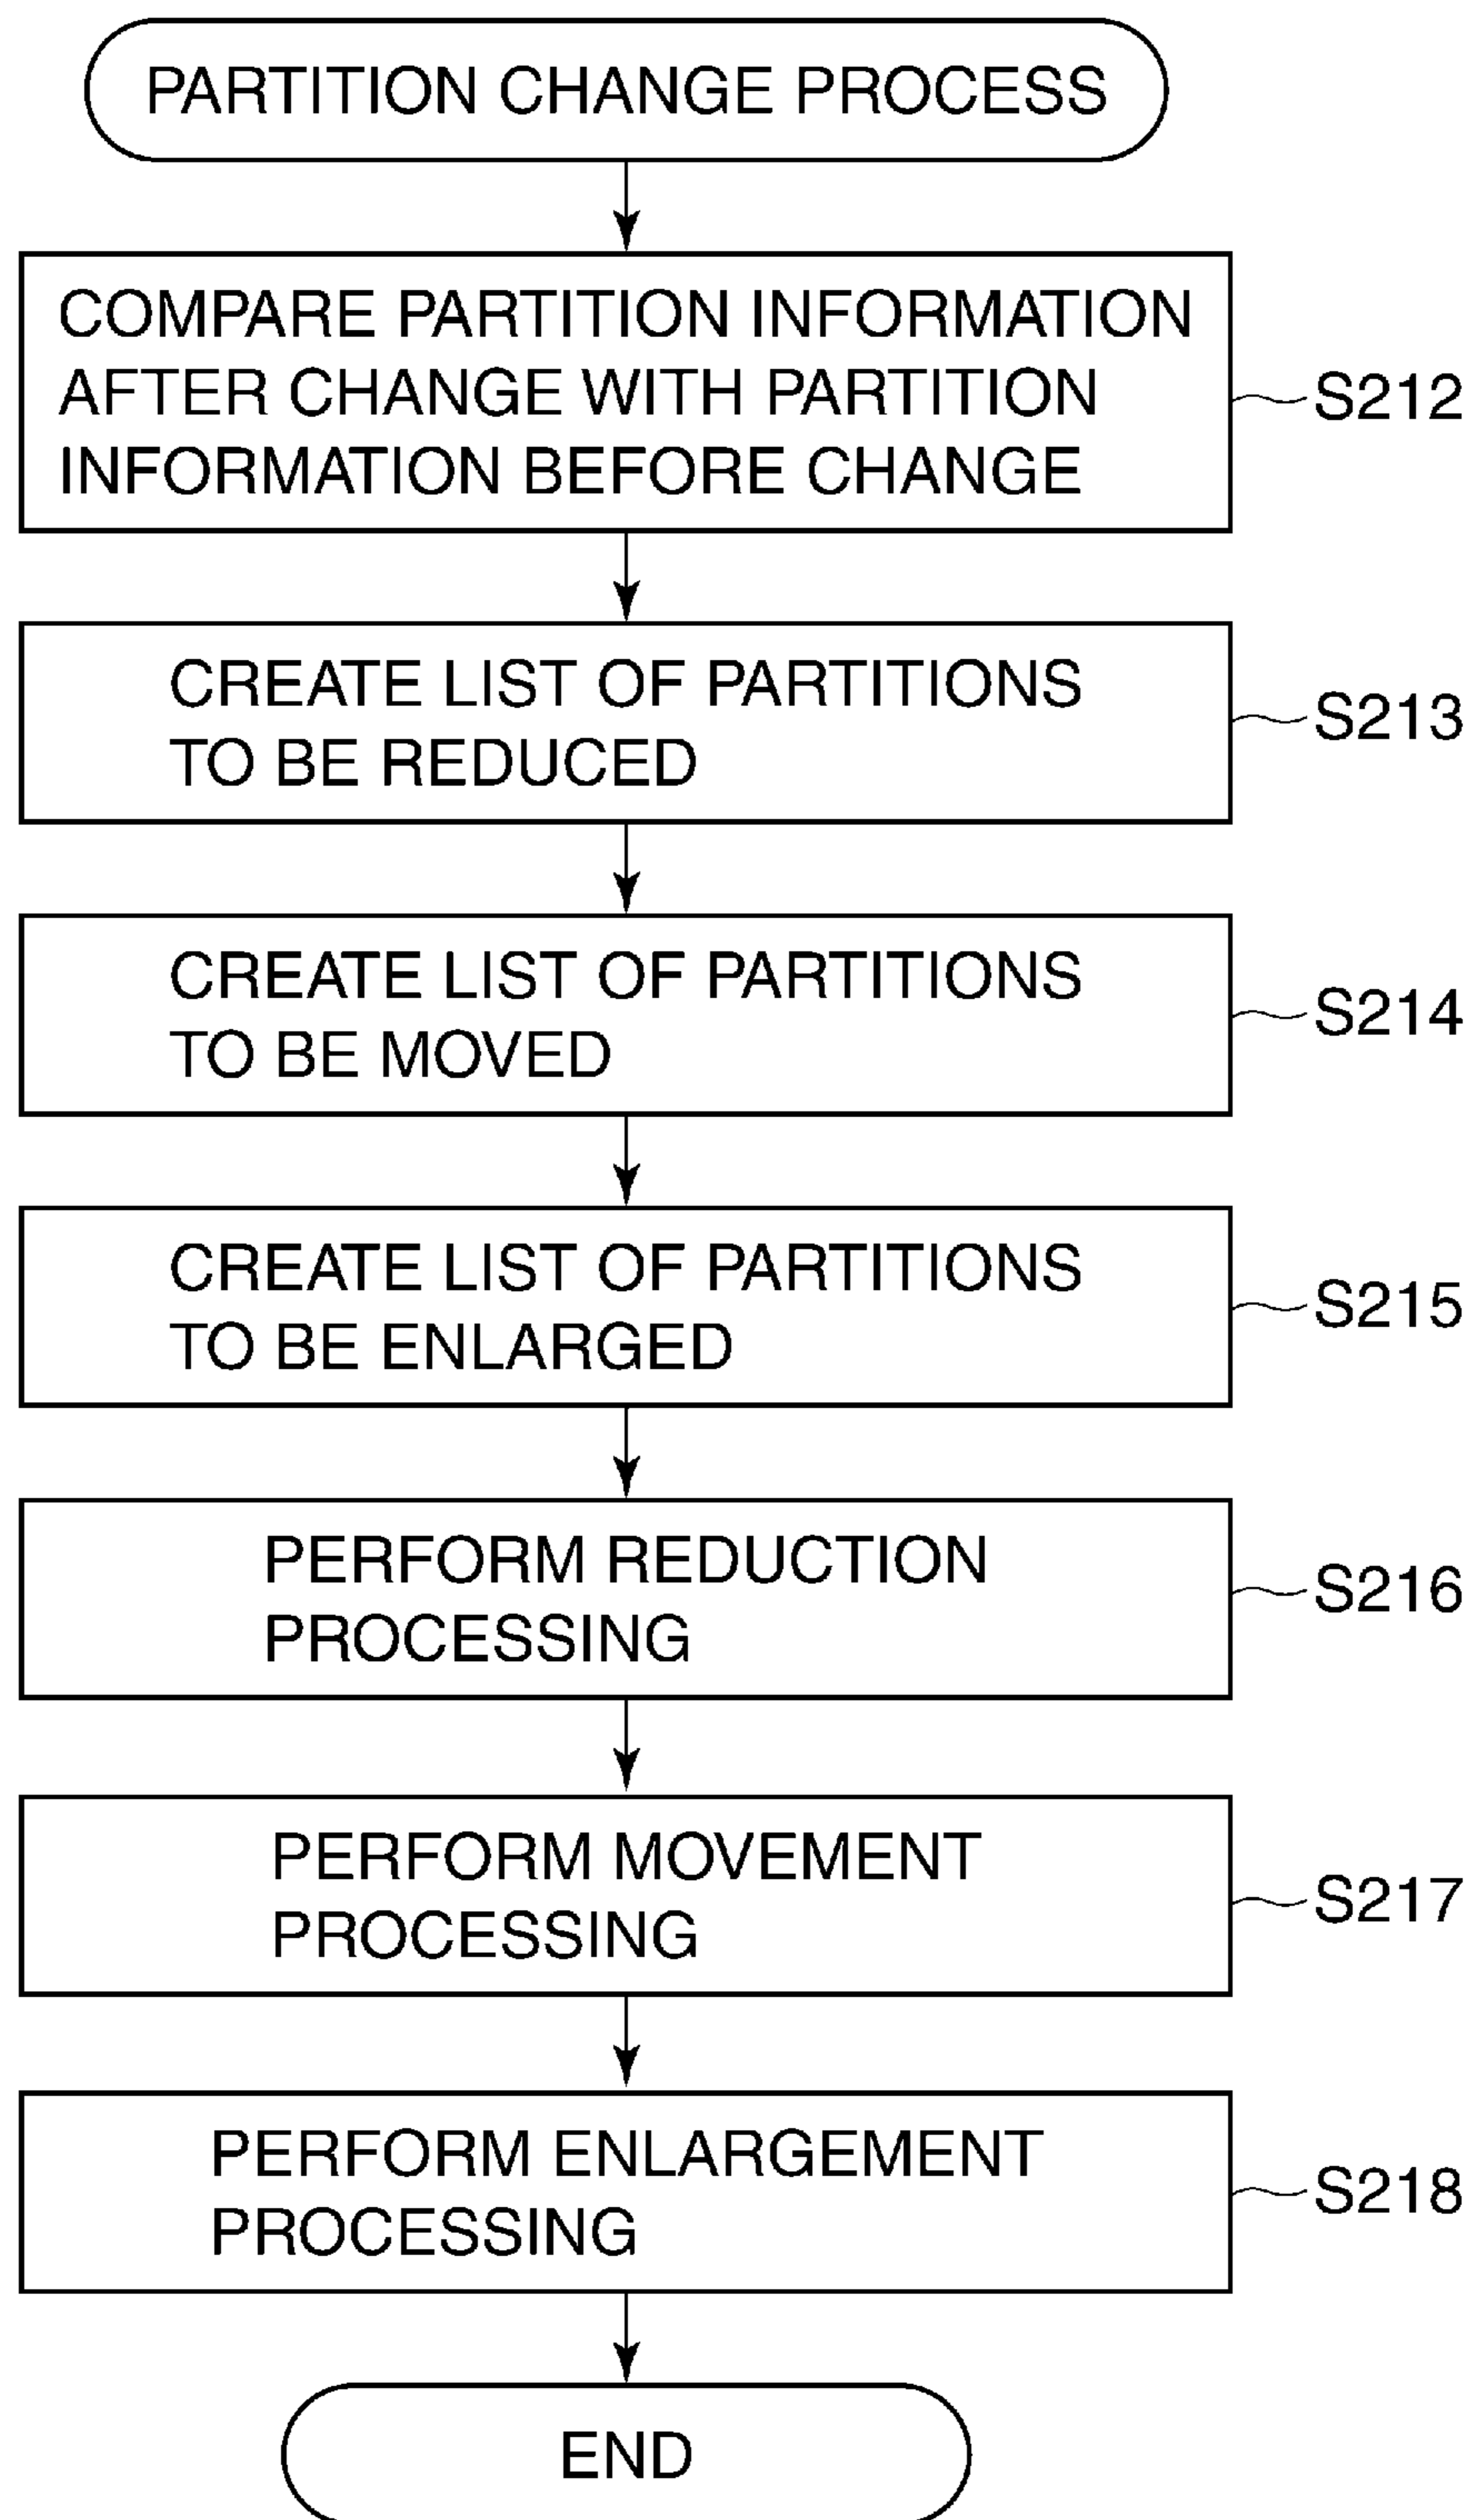 PARTITION CHANGE PROCESS
COMPARE PARTITION INFORMATION
AFTER CHANGE WITH PARTITION
INFORMATION BEFORE CHANGE
S212
CREATE LIST OF PARTITIONS
TO BE REDUCED
S213
CREATE LIST OF PARTITIONS
TO BE MOVED
S214
CREATE LIST OF PARTITIONS
TO BE ENLARGED
S215
PERFORM REDUCTION
PROCESSING
S216
PERFORM MOVEMENT
PROCESSING
S217
PERFORM ENLARGEMENT
PROCESSING
S218
END